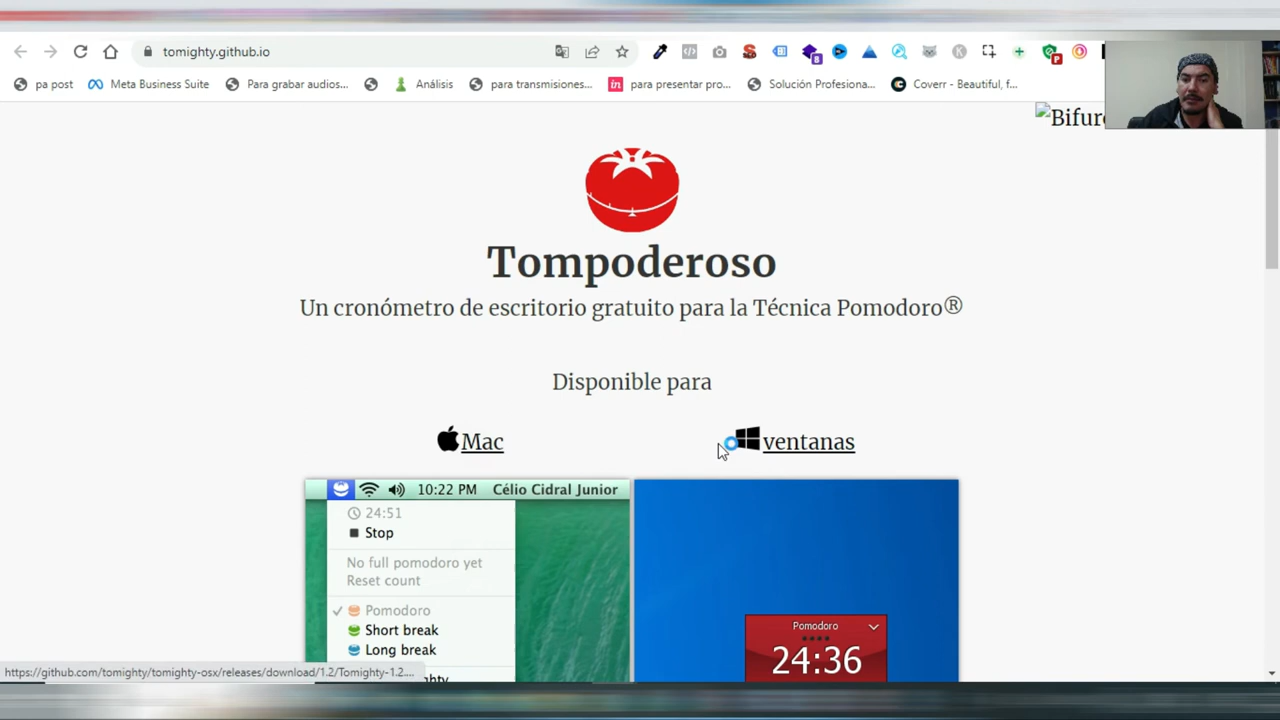 tomighty.github.io
pa post
Meta Business Suite
Para grabar audios...
Análisis
para transmisiones...
para presentar pro...
Solución Profesiona...
Coverr - Beautiful, f...
Tompoderoso
Un cronómetro de escritorio gratuito para la Técnica Pomodoro®
Disponible para
Mac
ventanas
10:22 PM Célio Cidral Junior
24:51
Stop
No full pomodoro yet
Reset count
Pomodoro
Short break
Long break
Pomodoro
24:36
https://github.com/tomighty/tomighty-osx/releases/download/1.2/Tomighty-1.2....